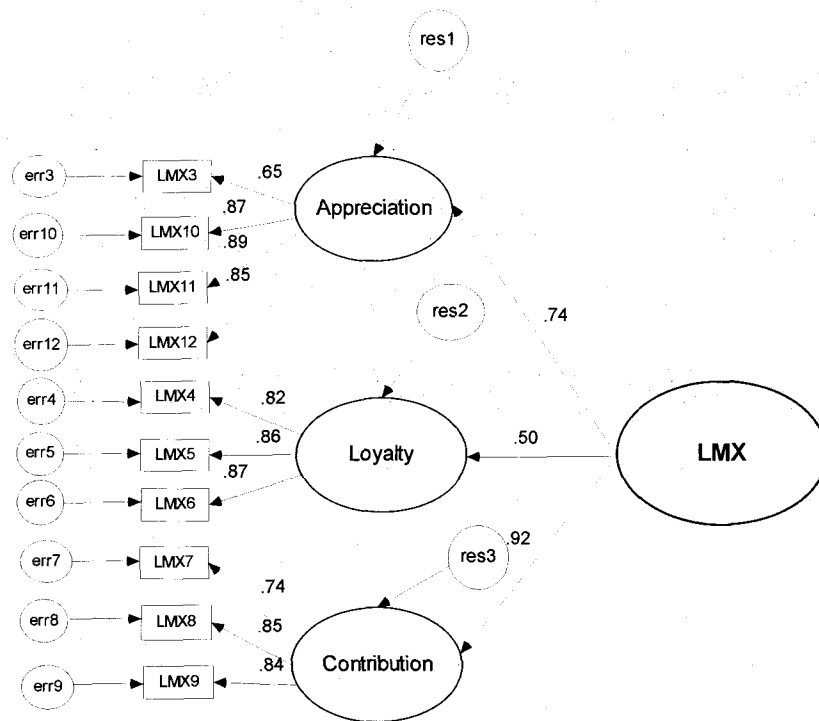 res1
err3 LMX3 .65
Appreciation
err10 LMX10 .87
.89
err11 LMX11 .85
res2
.74
err12 LMX12
err4 LMX4 .82
err5 LMX5 .86
Loyalty .50 LMX
.87
err6 LMX6
err7 LMX7
res3 .92
.74
err8 LMX8 .85
Contribution
.84
err9 LMX9